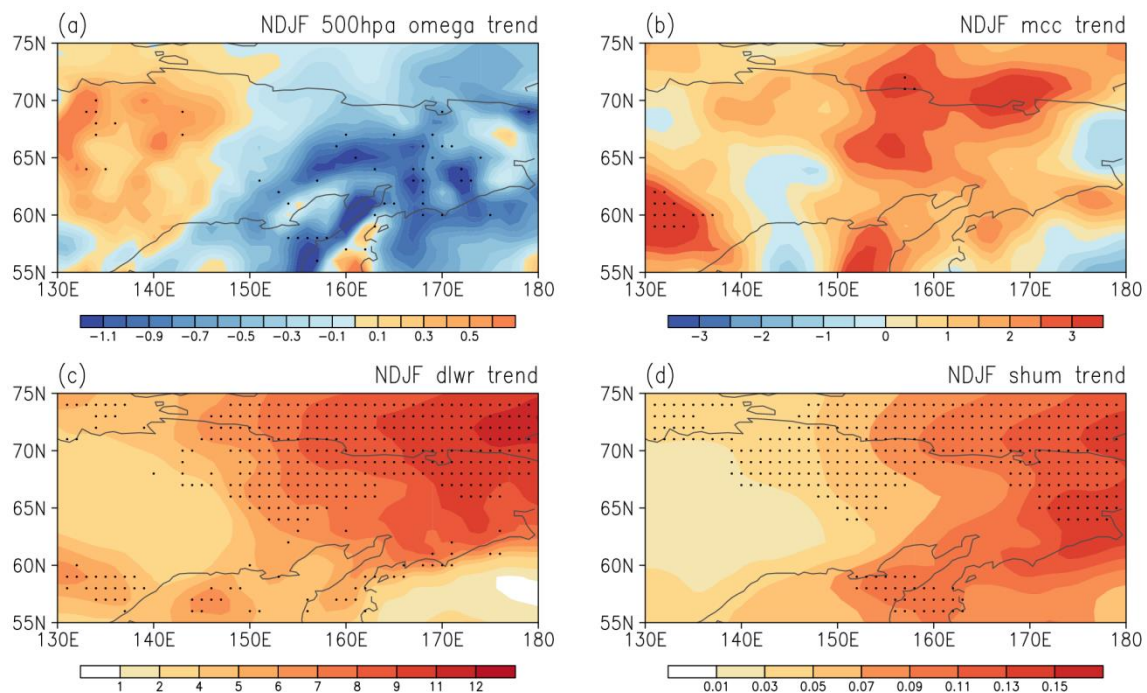 (a) NDJF 500hpa omega trend
75N
70N
65N
60N
55N
130E 140E 150E 160E 170E 180
−1.1 −0.9 −0.7 −0.5 −0.3 −0.1 0.1 0.3 0.5
(b) NDJF mcc trend
75N
70N
65N
60N
55N
130E 140E 150E 160E 170E 180
−3 −2 −1 0 1 2 3
(c) NDJF dlwr trend
75N
70N
65N
60N
55N
130E 140E 150E 160E 170E 180
1 2 4 5 6 7 8 9 11 12
(d) NDJF shum trend
75N
70N
65N
60N
55N
130E 140E 150E 160E 170E 180
0.01 0.03 0.05 0.07 0.09 0.11 0.13 0.15